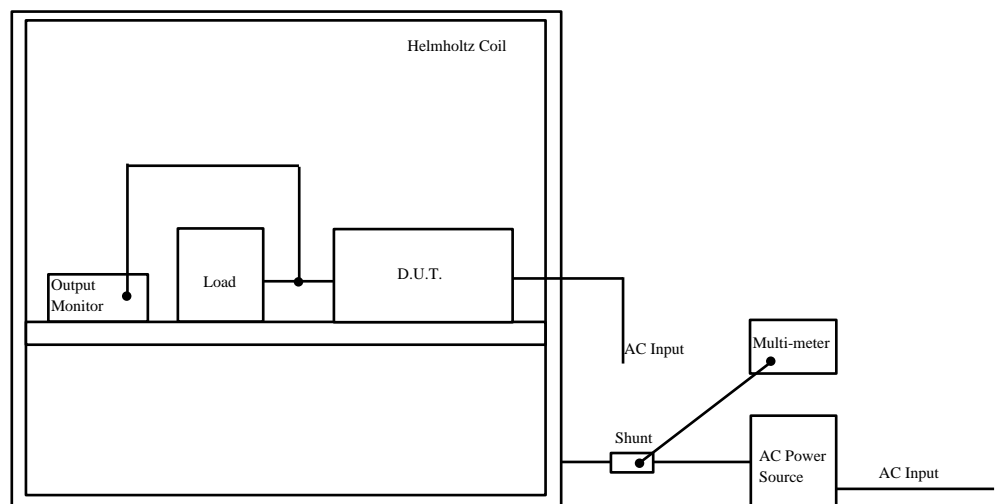 Helmholtz Coil
Output
Monitor
Load
D.U.T.
AC Input
Multi-meter
Shunt
AC Power
Source
AC Input